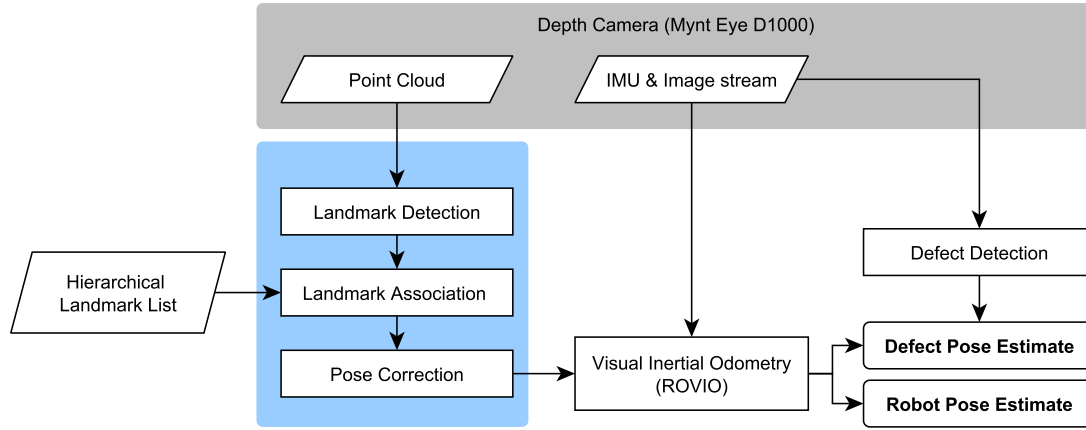 Depth Camera (Mynt Eye D1000)
Point Cloud
IMU & Image stream
Landmark Detection
Hierarchical
Landmark List
Landmark Association
Defect Detection
Pose Correction
Visual Inertial Odometry
(ROVIO)
Defect Pose Estimate
Robot Pose Estimate